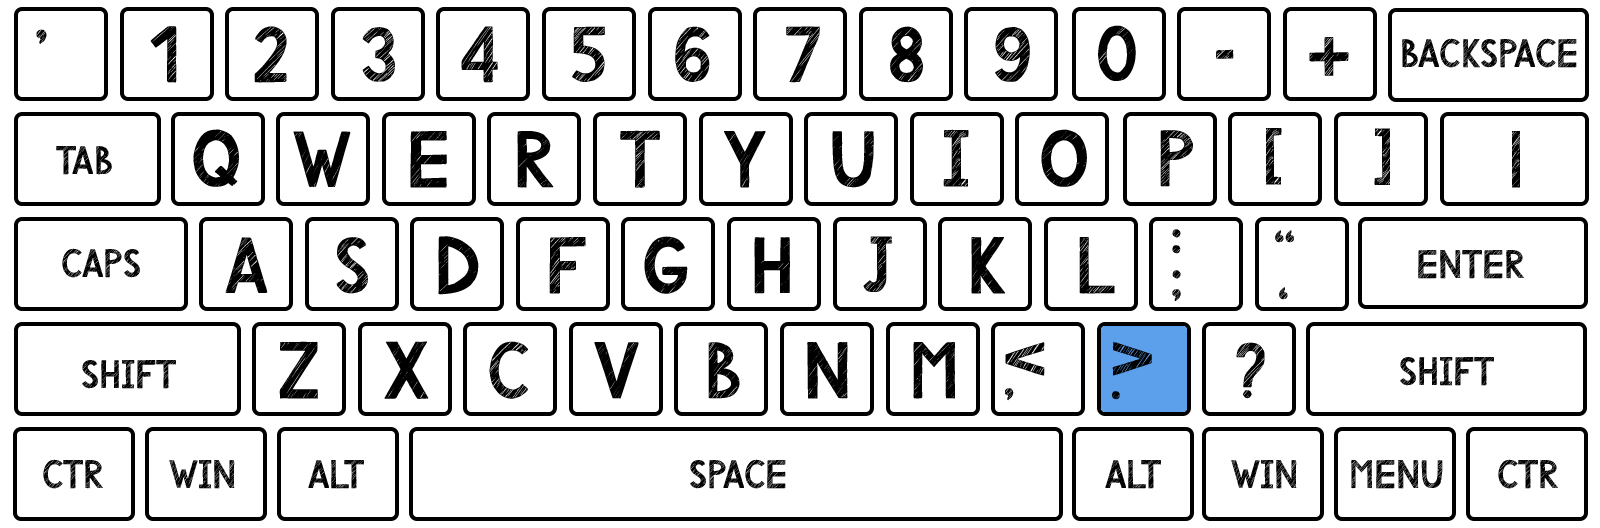 ’ 1 2 3 4 5 6 7 8 9 0 - + BACKSPACE
TAB Q W E R T Y U I O P [ ] |
CAPS A S D F G H J K L : ; “ ‘ ENTER
SHIFT Z X C V B N M < , > . ? SHIFT
CTR WIN ALT SPACE ALT WIN MENU CTR